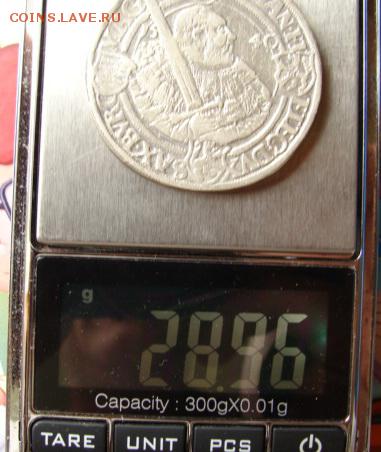 COINS.LAVE.RU
g
28.96
Capacity : 300gX0.01g
TARE UNIT PCS